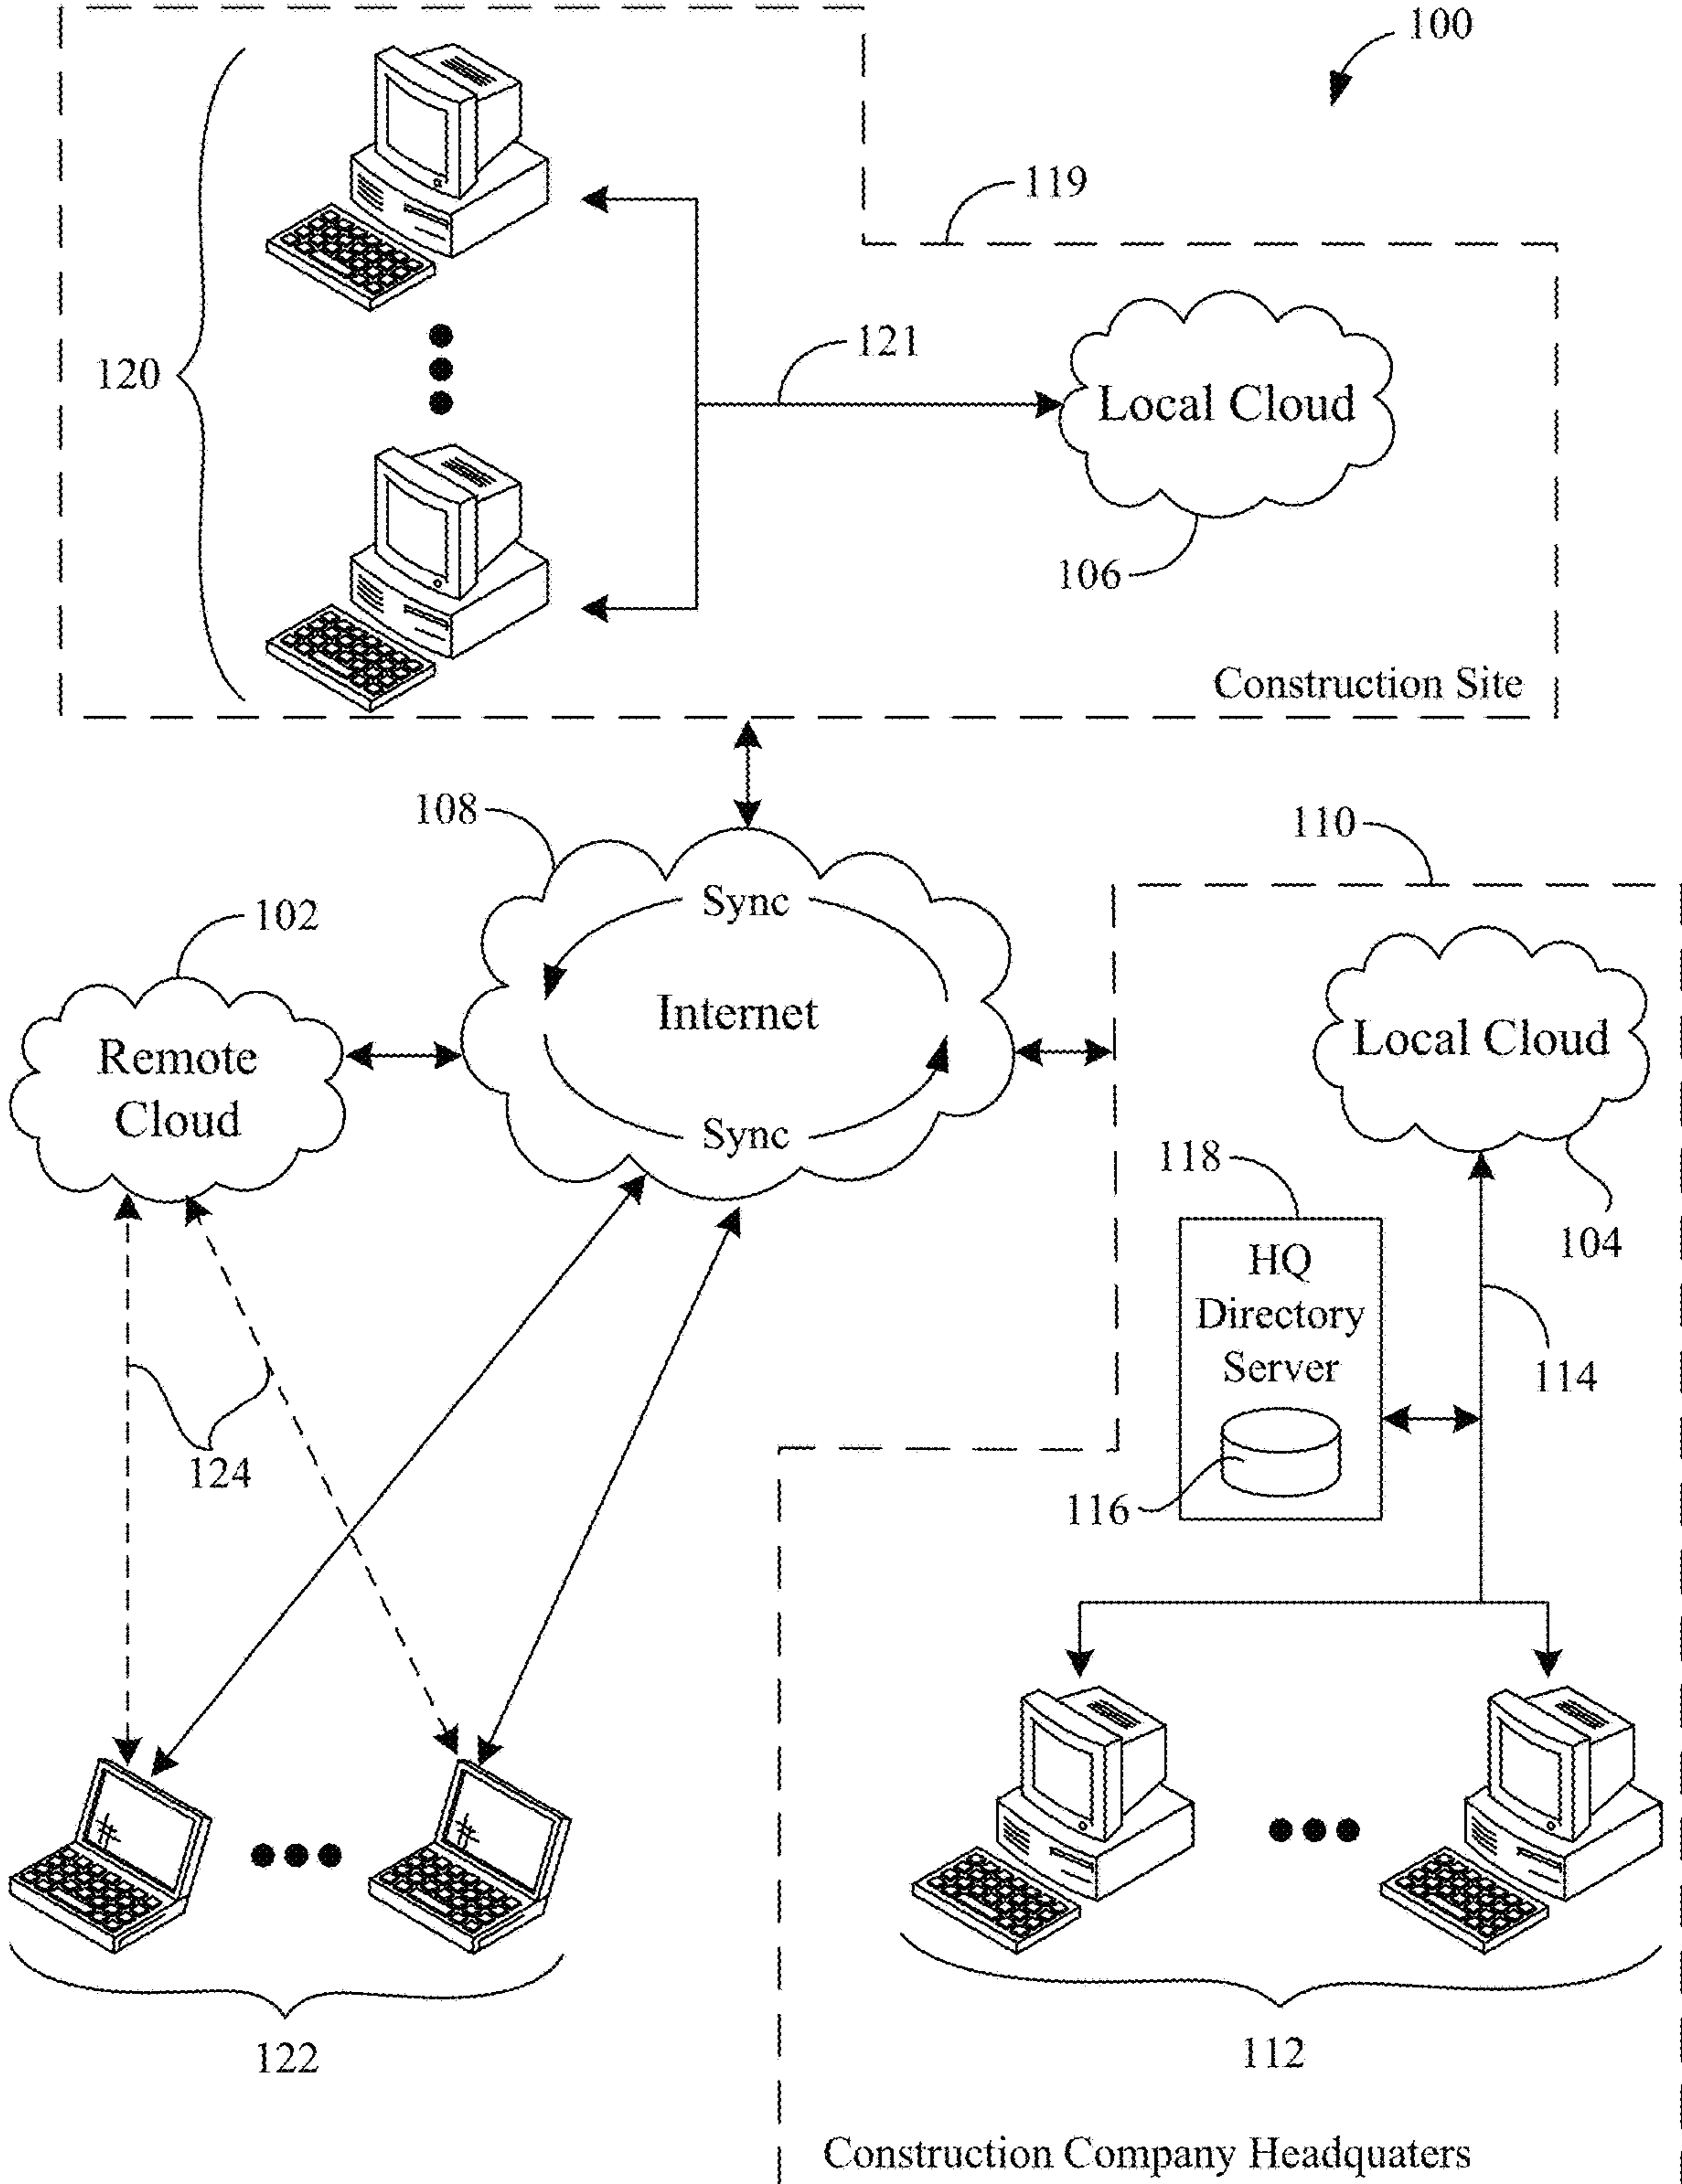 100
119
120
121
Local Cloud
106
Construction Site
108
110
102
Sync
Internet
Sync
Remote
Cloud
Local Cloud
118
104
HQ
Directory
Server
114
116
124
122
112
Construction Company Headquaters